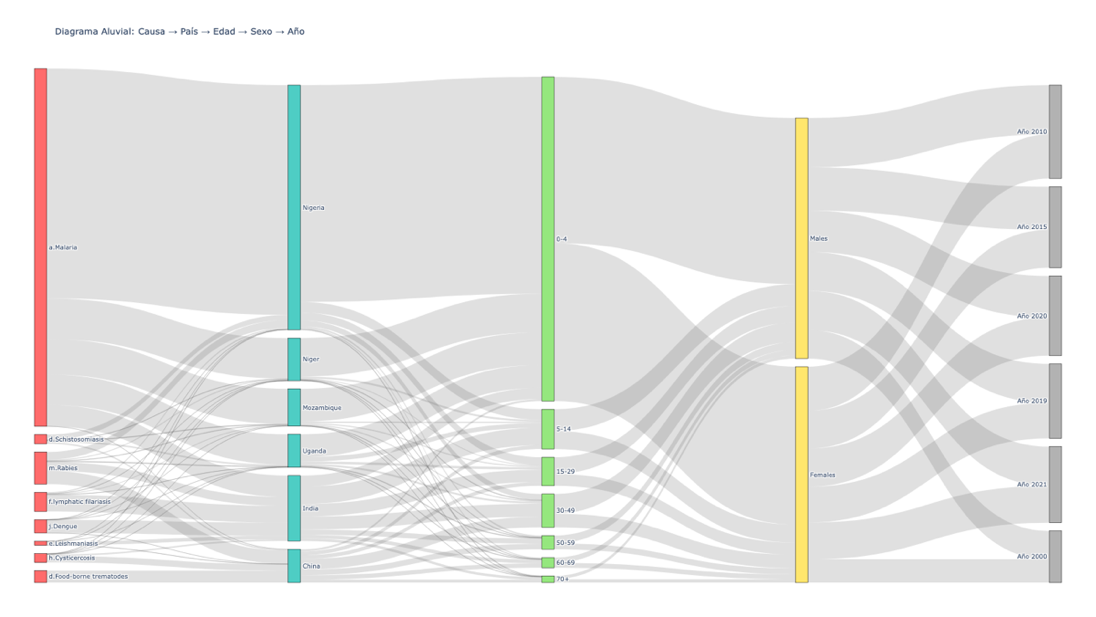 Diagrama Aluvial: Causa → País → Edad → Sexo → Año
a.Malaria
d.Schistosomiasis
m.Rabies
f.lymphatic.filariasis
j.Dengue
e.Leishmaniasis
h.Cysticercosis
d.Food-borne.trematodes
Nigeria
Niger
Mozambique
Uganda
India
China
0-4
5-14
15-29
30-49
50-59
60-69
70+
Males
Females
Año 2010
Año 2015
Año 2020
Año 2019
Año 2021
Año 2000